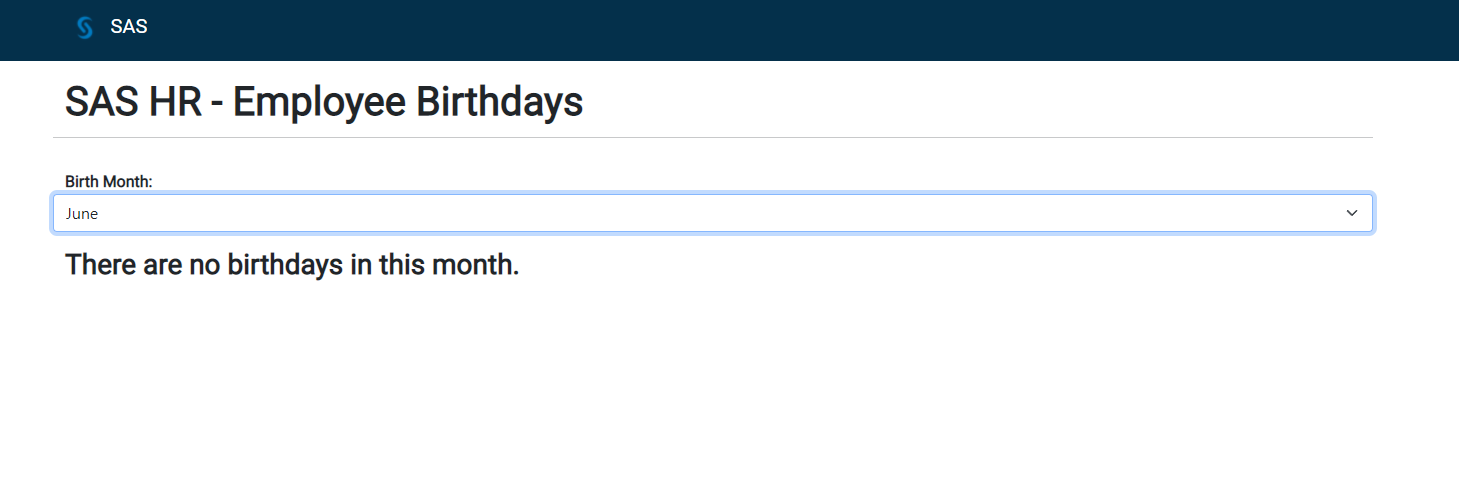 SAS
SAS HR - Employee Birthdays
Birth Month:
June
There are no birthdays in this month.